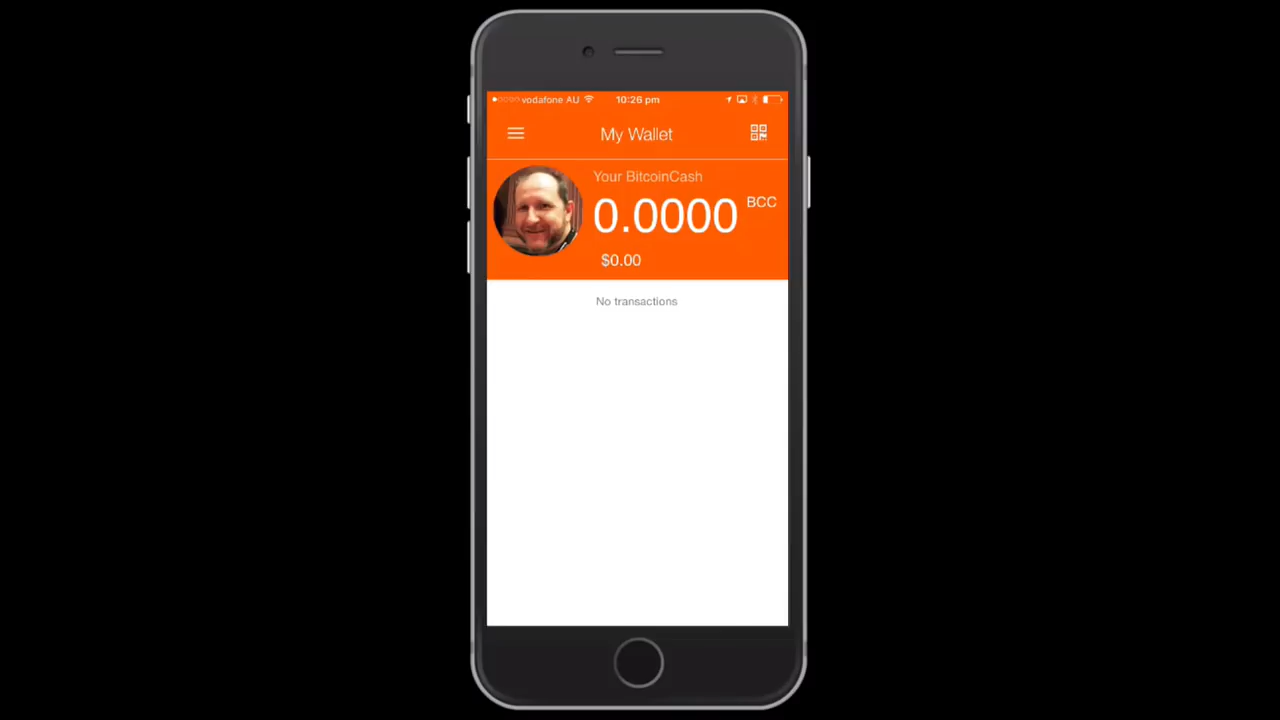 vodafone AU 10:26 pm
My Wallet
Your BitcoinCash
0.0000 BCC
$0.00
No transactions